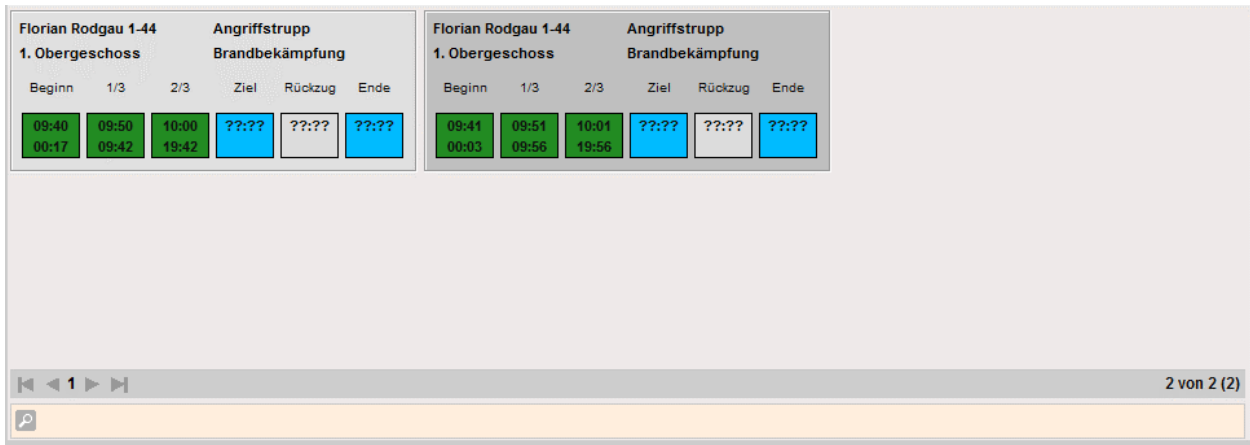 Florian Rodgau 1-44 Angriffstrupp
1. Obergeschoss Brandbekämpfung
Beginn 1/3 2/3 Ziel Rückzug Ende
09:40 09:50 10:00 ??:?? ??:?? ??:??
00:17 09:42 19:42
Florian Rodgau 1-44 Angriffstrupp
1. Obergeschoss Brandbekämpfung
Beginn 1/3 2/3 Ziel Rückzug Ende
09:41 09:51 10:01 ??:?? ??:?? ??:??
00:03 09:56 19:56
1 2 von 2 (2)